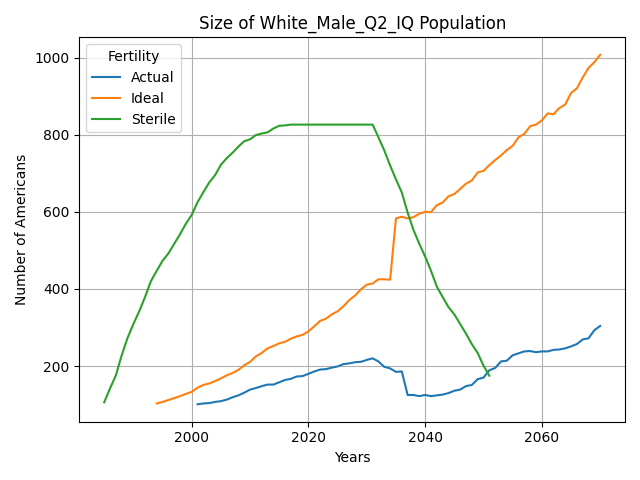 Size of White_Male_Q2_IQ Population
Fertility
Actual
Ideal
Sterile
Number of Americans
1000
800
600
400
200
2000
2020
2040
2060
Years